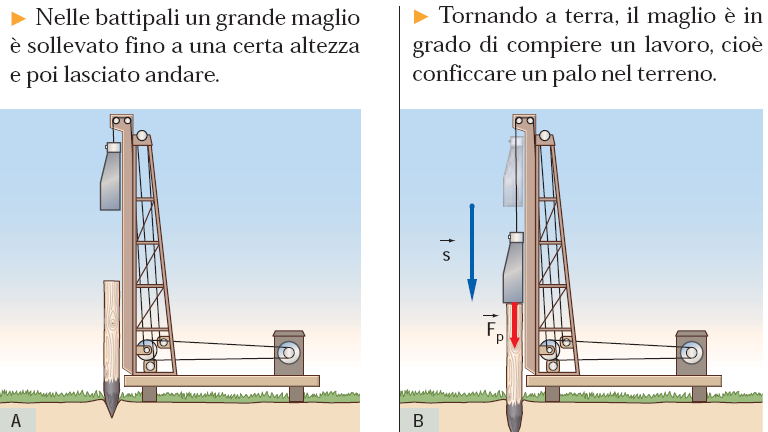 ► Nelle battipali un grande maglio
è sollevato fino a una certa altezza
e poi lasciato andare.
► Tornando a terra, il maglio è in
grado di compiere un lavoro, cioè
conficcare un palo nel terreno.
s
Fp
A
B